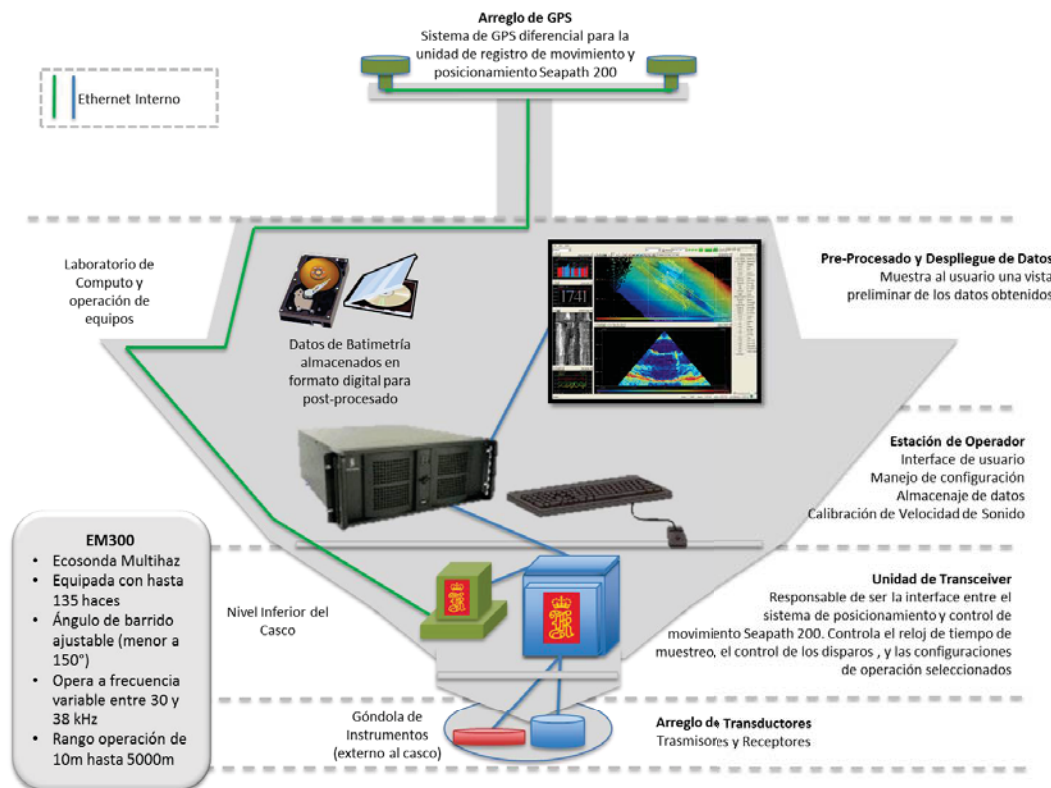 Arreglo de GPS
Sistema de GPS diferencial para la
unidad de registro de movimiento y
posicionamiento Seapath 200
Ethernet Interno
Laboratorio de
Computo y
operación de
equipos
Datos de Batimetría
almacenados en
formato digital para
post-procesado
1741
Pre-Procesado y Despliegue de Datos
Muestra al usuario una vista
preliminar de los datos obtenidos
Estación de Operador
Interface de usuario
Manejo de configuración
Almacenaje de datos
Calibración de Velocidad de Sonido
EM300
• Ecosonda Multihaz
• Equipada con hasta
135 haces
• Ángulo de barrido
ajustable (menor a
150°)
• Opera a frecuencia
variable entre 30 y
38 kHz
• Rango operación de
10m hasta 5000m
Nivel Inferior del
Casco
Unidad de Transceiver
Responsable de ser la interface entre el
sistema de posicionamiento y control de
movimiento Seapath 200. Controla el reloj de tiempo de
muestreo, el control de los disparos , y las configuraciones
de operación seleccionados
Góndola de
Instrumentos
(externo al casco)
Arreglo de Transductores
Trasmisores y Receptores